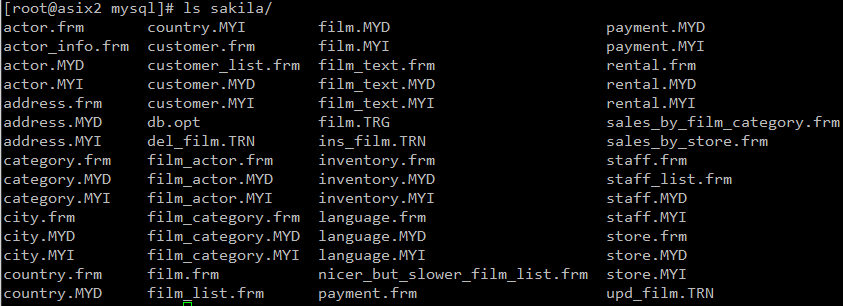 [root@asix2 mysql]# ls sakila/
actor.frm country.MYI film.MYD payment.MYD
actor_info.frm customer.frm film.MYI payment.MYI
actor.MYD customer_list.frm film_text.frm rental.frm
actor.MYI customer.MYD film_text.MYD rental.MYD
address.frm customer.MYI film_text.MYI rental.MYI
address.MYD db.opt film.TRG sales_by_film_category.frm
address.MYI del_film.TRN ins_film.TRN sales_by_store.frm
category.frm film_actor.frm inventory.frm staff.frm
category.MYD film_actor.MYD inventory.MYD staff_list.frm
category.MYI film_actor.MYI inventory.MYI staff.MYD
city.frm film_category.frm language.frm staff.MYI
city.MYD film_category.MYD language.MYD store.frm
city.MYI film_category.MYI language.MYI store.MYD
country.frm film.frm nicer_but_slower_film_list.frm store.MYI
country.MYD film_list.frm payment.frm upd_film.TRN